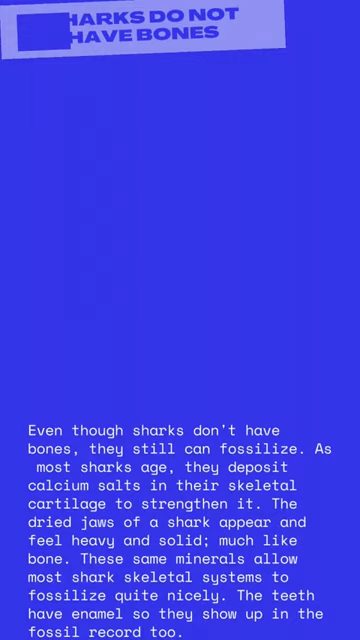 HARKS DO NOT
HAVE BONES
Even though sharks don't have
bones, they still can fossilize. As
most sharks age, they deposit
calcium salts in their skeletal
cartilage to strengthen it. The
dried jaws of a shark appear and
feel heavy and solid; much like
bone. These same minerals allow
most shark skeletal systems to
fossilize quite nicely. The teeth
have enamel so they show up in the
fossil record too.